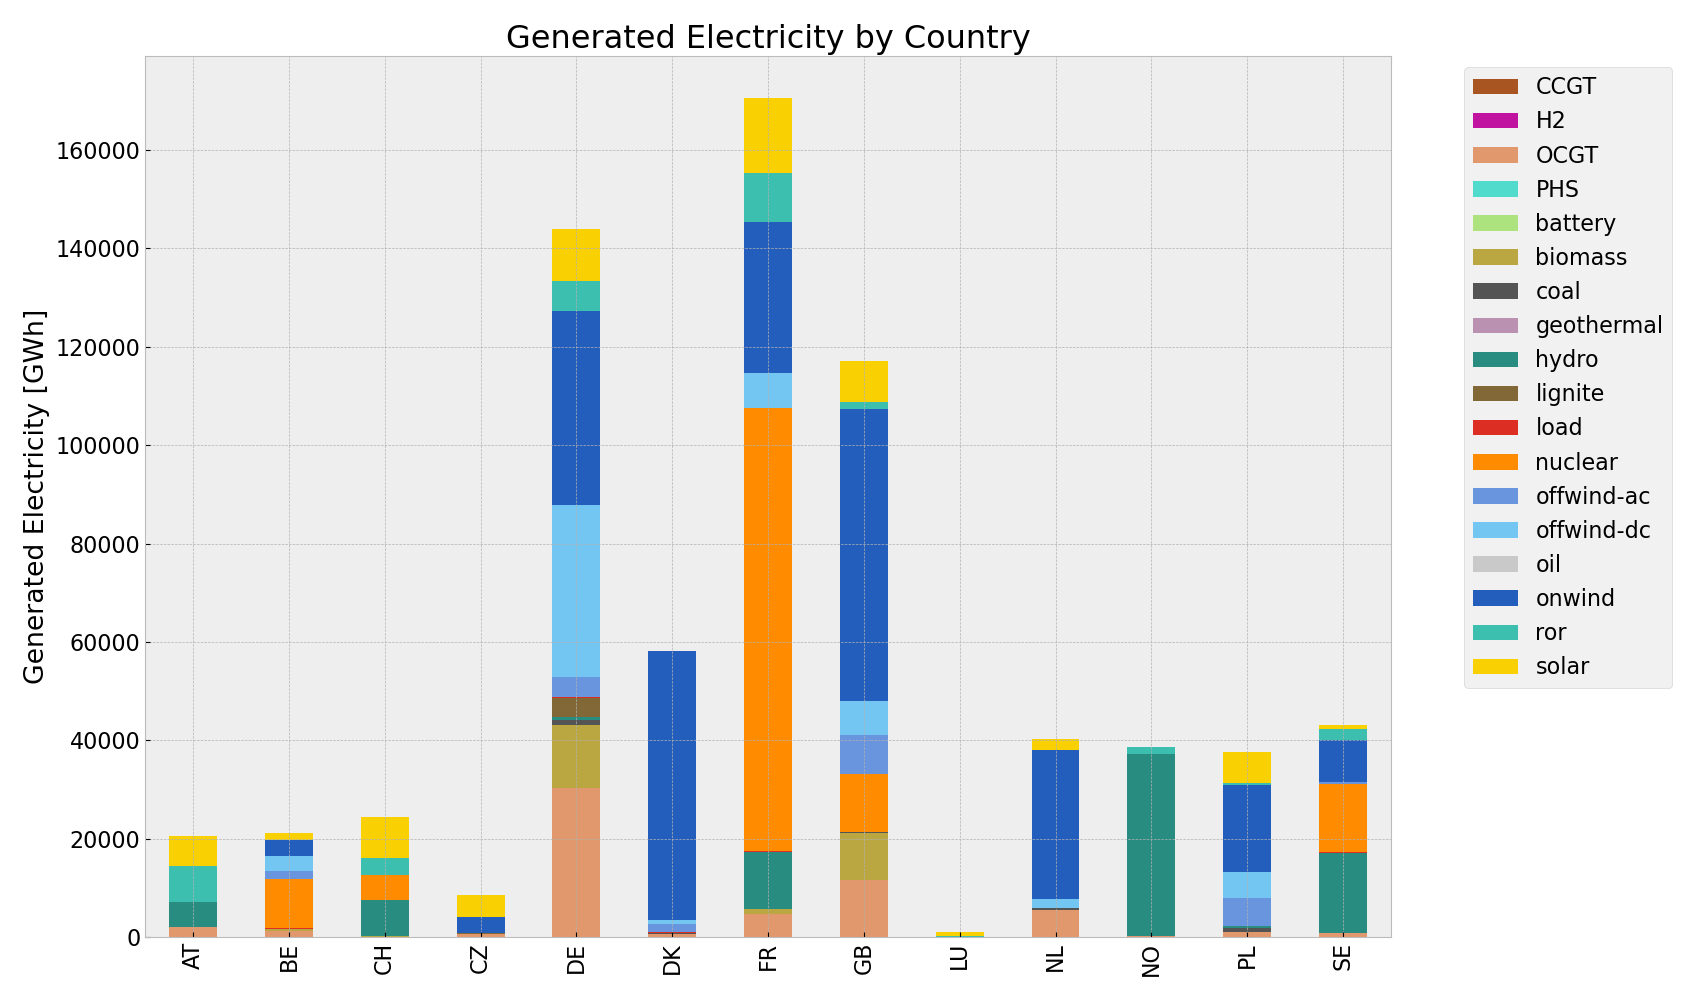 Generated Electricity by Country
Generated Electricity [GWh]
160000
140000
120000
100000
80000
60000
40000
20000
0
AT
BE
CH
CZ
DE
DK
FR
GB
LU
NL
NO
PL
SE
CCGT
H2
OCGT
PHS
battery
biomass
coal
geothermal
hydro
lignite
load
nuclear
offwind-ac
offwind-dc
oil
onwind
ror
solar